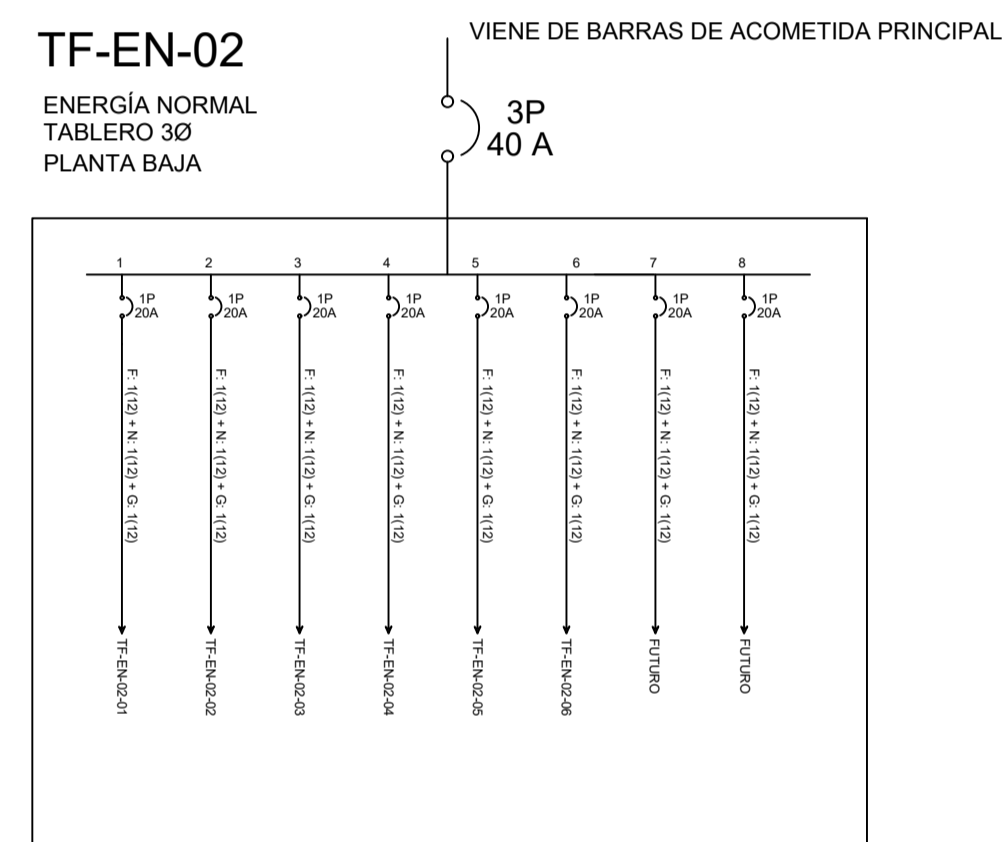 TF-EN-02
VIENE DE BARRAS DE ACOMETIDA PRINCIPAL
ENERGÍA NORMAL
TABLERO 3Ø
PLANTA BAJA
3P
40 A
1
2
3
4
5
6
7
8
1P
20A
1P
20A
1P
20A
1P
20A
1P
20A
1P
20A
1P
20A
1P
20A
F: 1(12) + N: 1(12) + G: 1(12)
F: 1(12) + N: 1(12) + G: 1(12)
F: 1(12) + N: 1(12) + G: 1(12)
F: 1(12) + N: 1(12) + G: 1(12)
F: 1(12) + N: 1(12) + G: 1(12)
F: 1(12) + N: 1(12) + G: 1(12)
F: 1(12) + N: 1(12) + G: 1(12)
F: 1(12) + N: 1(12) + G: 1(12)
TF-EN-02-01
TF-EN-02-02
TF-EN-02-03
TF-EN-02-04
TF-EN-02-05
TF-EN-02-06
FUTURO
FUTURO